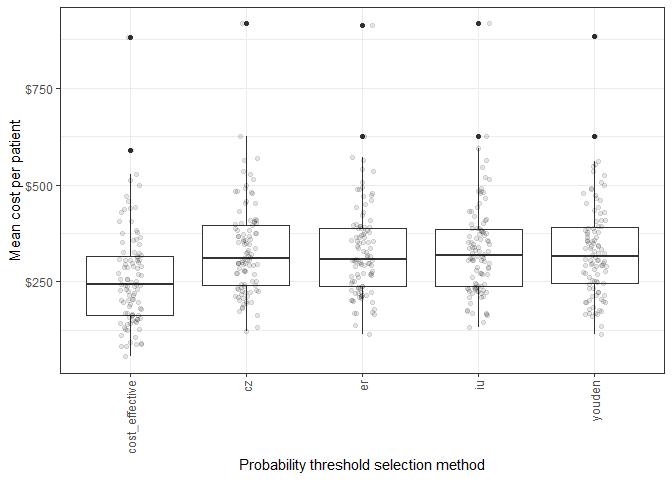 $750
$500
$250
Mean cost per patient
cost_effective
cz
er
iu
youden
Probability threshold selection method